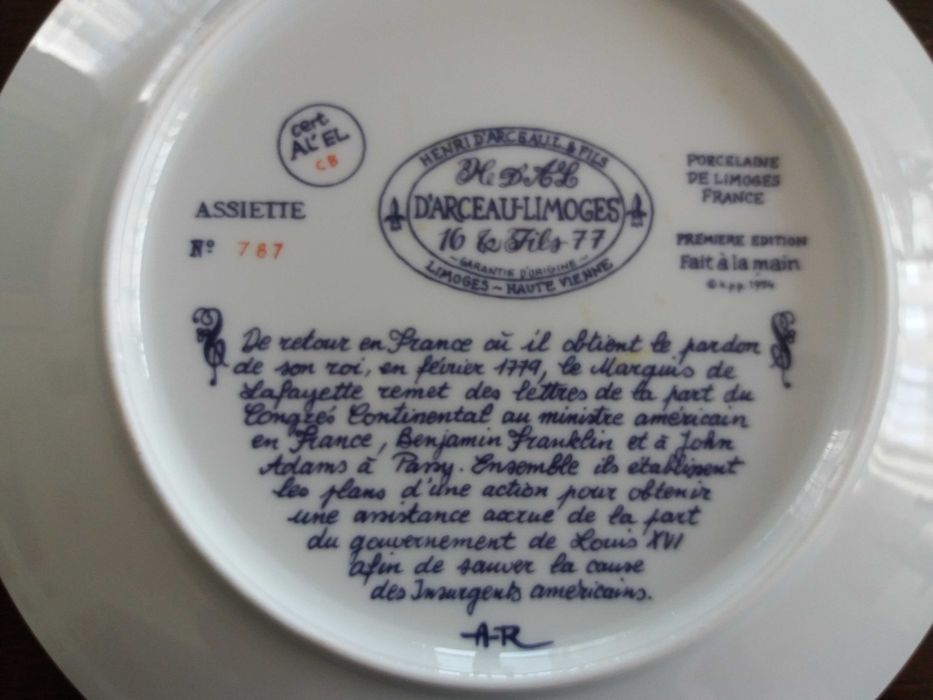 cert
AL'EL
CB
ASSIETTE
Nº 787
HENRI D'ARCEAU L & FILS
H. D'A&L
D'ARCEAU-LIMOGES
16 & Fils 77
~GARANTIE D'ORIGINE~
LIMOGES ~ HAUTE VIENNE
PORCELAINE
DE LIMOGES
FRANCE
PREMIERE EDITION
Fait à la main
De retour en France où il obtient le pardon
de son roi, en février 1779, le Marquis de
Lafayette remet des lettres de la part du
Congrés Continental au ministre américain
en France, Benjamin Franklin et à John
Adams à Passy. Ensemble ils établissent
les plans d'une action pour obtenir
une assistance accrue de la part
du gouvernement de Louis XVI
afin de sauver la cause
des Insurgents américains.
A-R